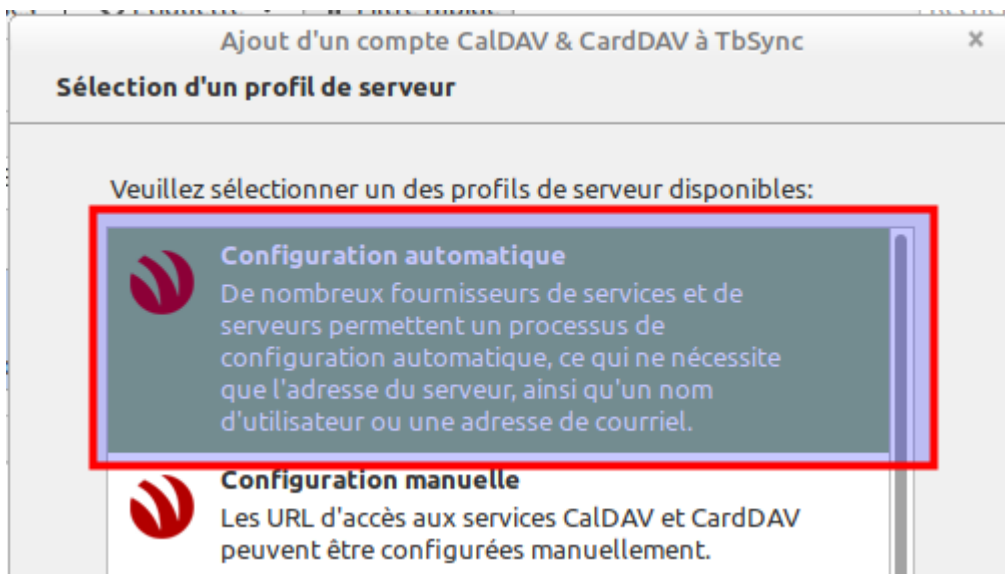 Ajout d'un compte CalDAV & CardDAV à TbSync
Sélection d'un profil de serveur
Veuillez sélectionner un des profils de serveur disponibles:
Configuration automatique
De nombreux fournisseurs de services et de
serveurs permettent un processus de
configuration automatique, ce qui ne nécessite
que l'adresse du serveur, ainsi qu'un nom
d'utilisateur ou une adresse de courriel.
Configuration manuelle
Les URL d'accès aux services CalDAV et CardDAV
peuvent être configurées manuellement.